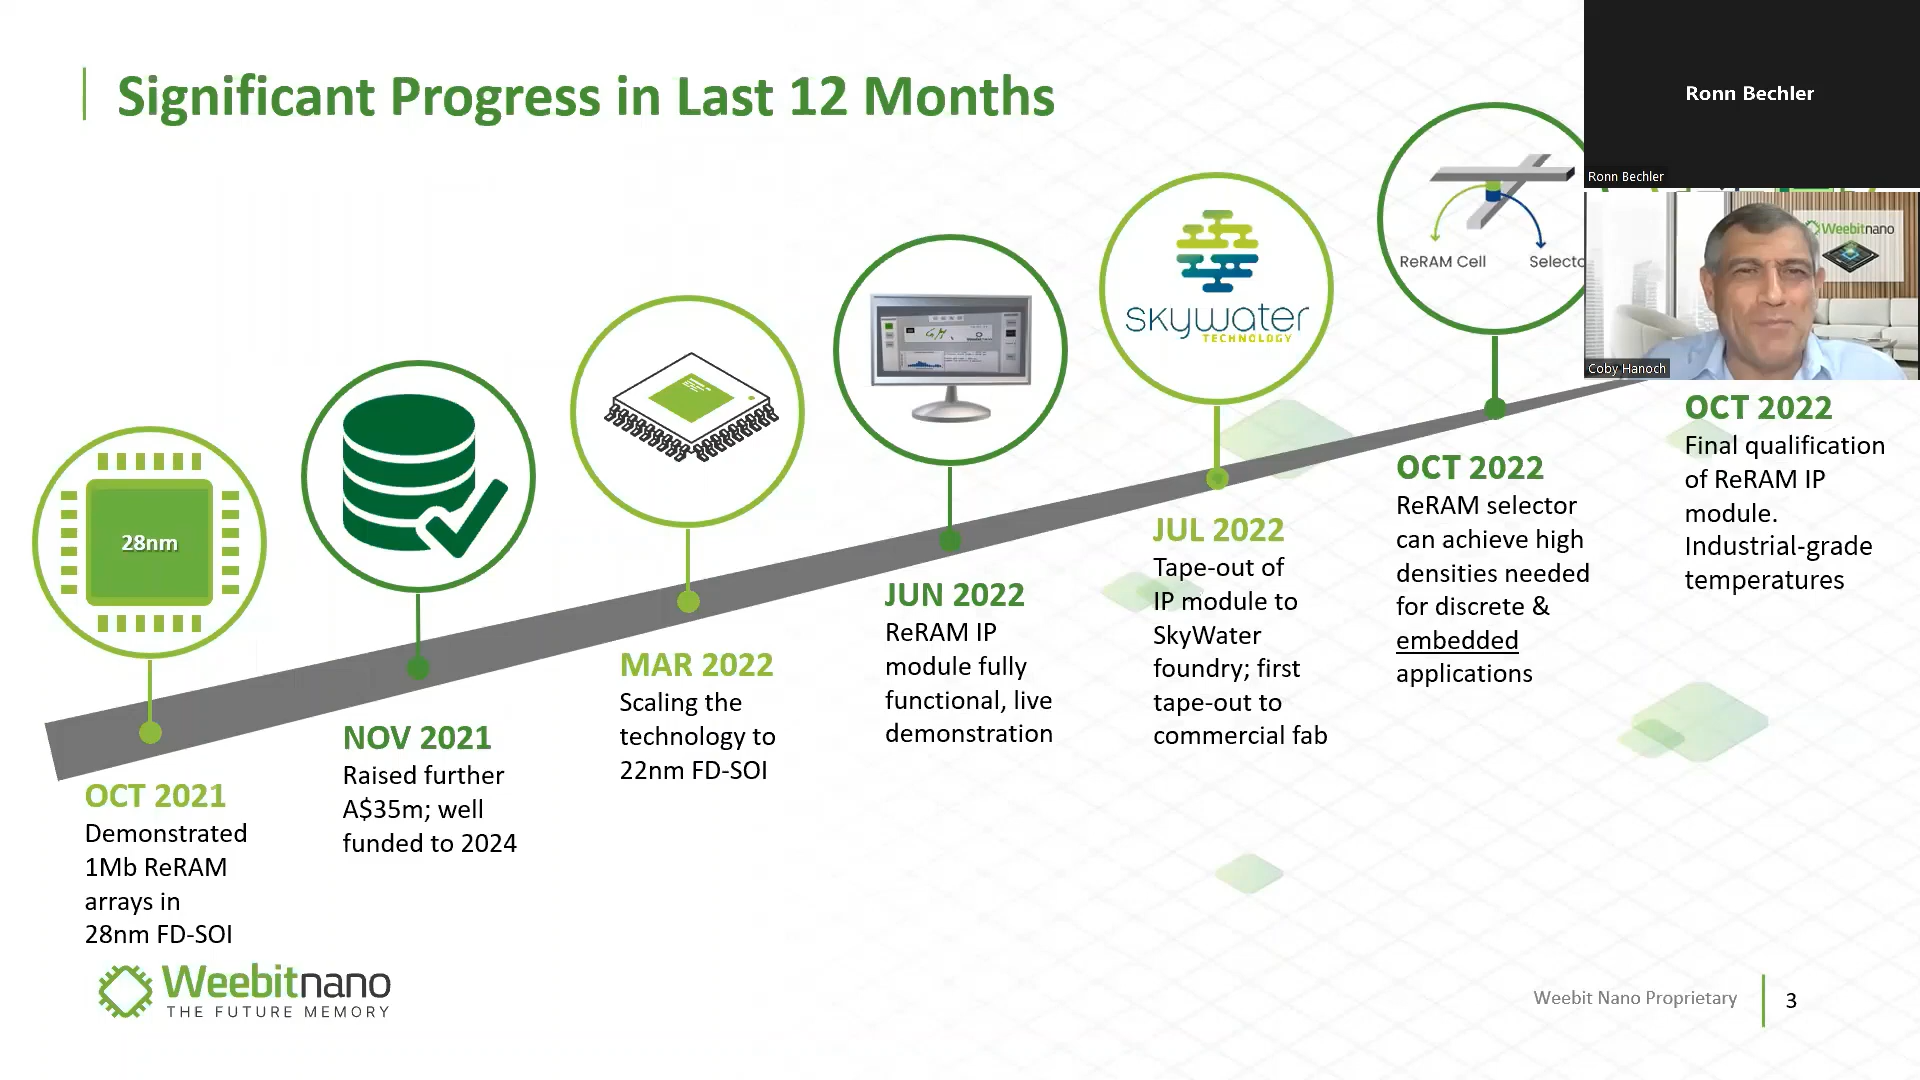 Significant Progress in Last 12 Months
Ronn Bechler
Ronn Bechler
Weebitnano
Coby Hanoch
28nm
skywater
TECHNOLOGY
ReRAM Cell
OCT 2021
Demonstrated
1Mb ReRAM
arrays in
28nm FD-SOI
NOV 2021
Raised further
A$35m; well
funded to 2024
MAR 2022
Scaling the
technology to
22nm FD-SOI
JUN 2022
ReRAM IP
module fully
functional, live
demonstration
JUL 2022
Tape-out of
IP module to
SkyWater
foundry; first
tape-out to
commercial fab
OCT 2022
ReRAM selector
can achieve high
densities needed
for discrete &
embedded
applications
OCT 2022
Final qualification
of ReRAM IP
module.
Industrial-grade
temperatures
Weebitnano
THE FUTURE MEMORY
Weebit Nano Proprietary
3